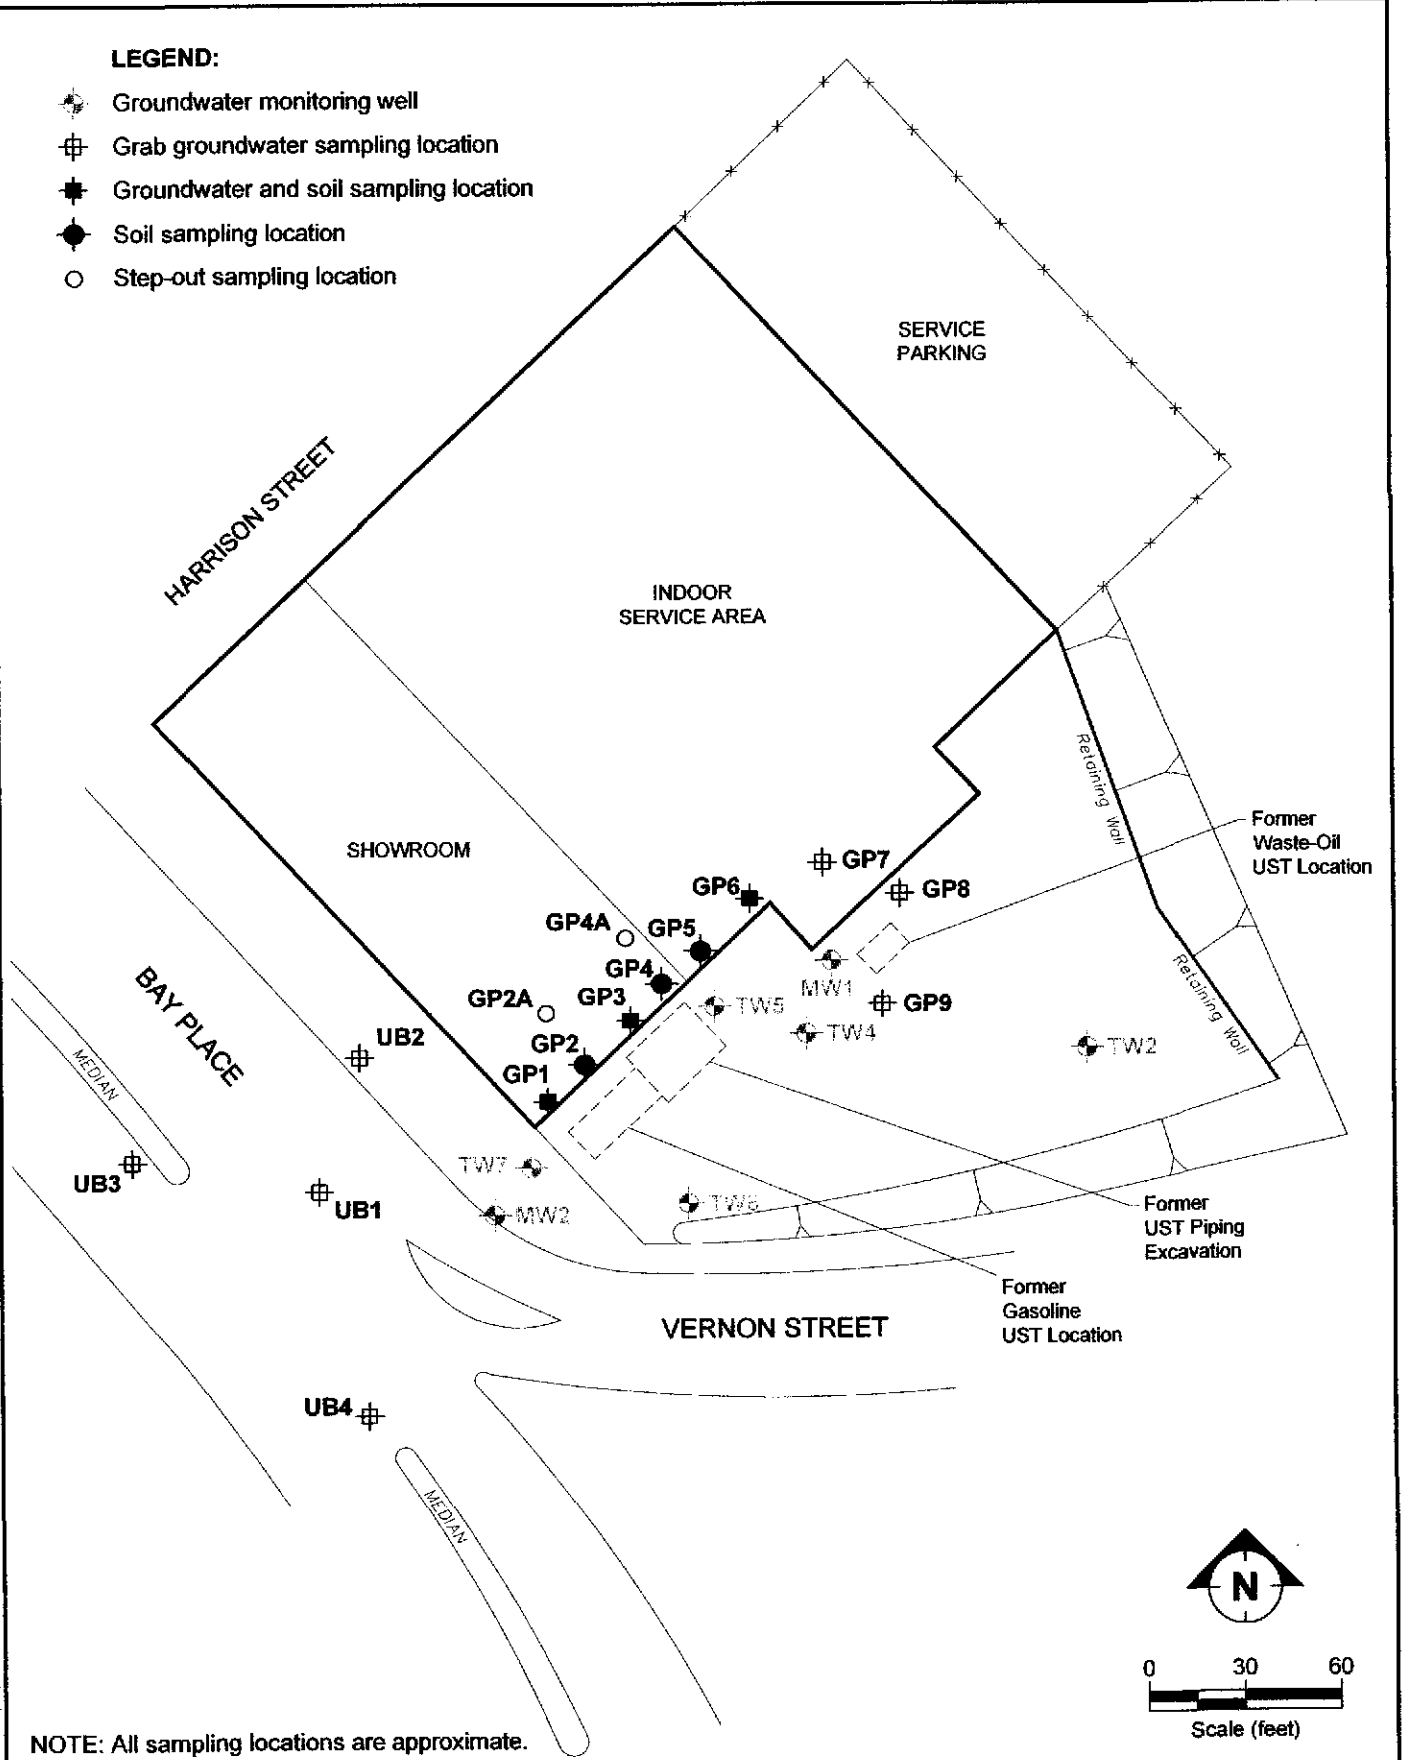 LEGEND:
Groundwater monitoring well
Grab groundwater sampling location
Groundwater and soil sampling location
Soil sampling location
Step-out sampling location
SERVICE
PARKING
HARRISON STREET
INDOOR
SERVICE AREA
Retaining Wall
Former
Waste-Oil
UST Location
SHOWROOM
GP7
GP6
GP8
GP4A
GP5
BAY PLACE
GP4
MW1
GP2A
GP3
TW5
GP9
TW4
Retaining Wall
UB2
GP2
TW2
MEDIAN
GP1
TW7
UB3
UB1
MW2
TW6
Former
UST Piping
Excavation
Former
Gasoline
UST Location
VERNON STREET
UB4
MEDIAN
N
0 30 60
Scale (feet)
NOTE: All sampling locations are approximate.